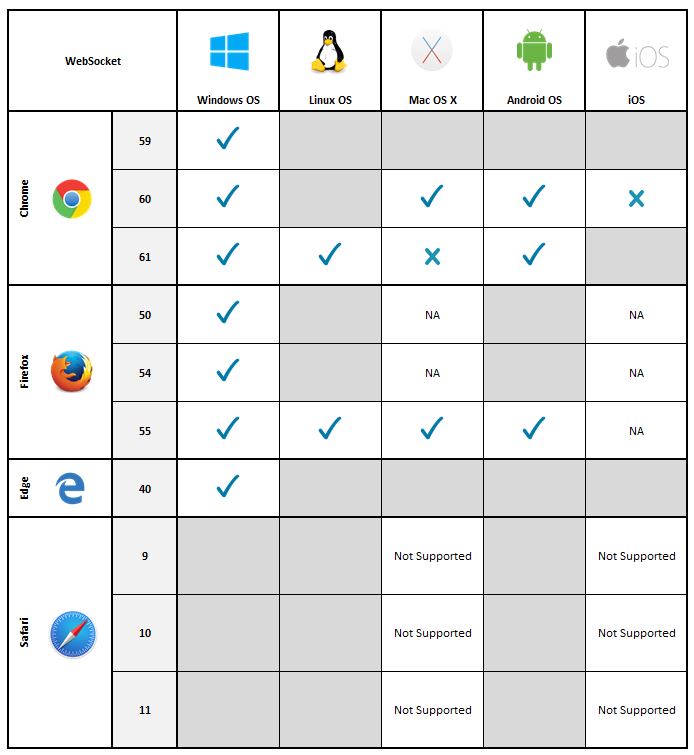 WebSocket
Windows OS Linux OS Mac OS X Android OS iOS
iOS
Chrome
59
60
61
Firefox
50 NA NA
54 NA NA
55 NA
Edge
40
Safari
9 Not Supported Not Supported
10 Not Supported Not Supported
11 Not Supported Not Supported